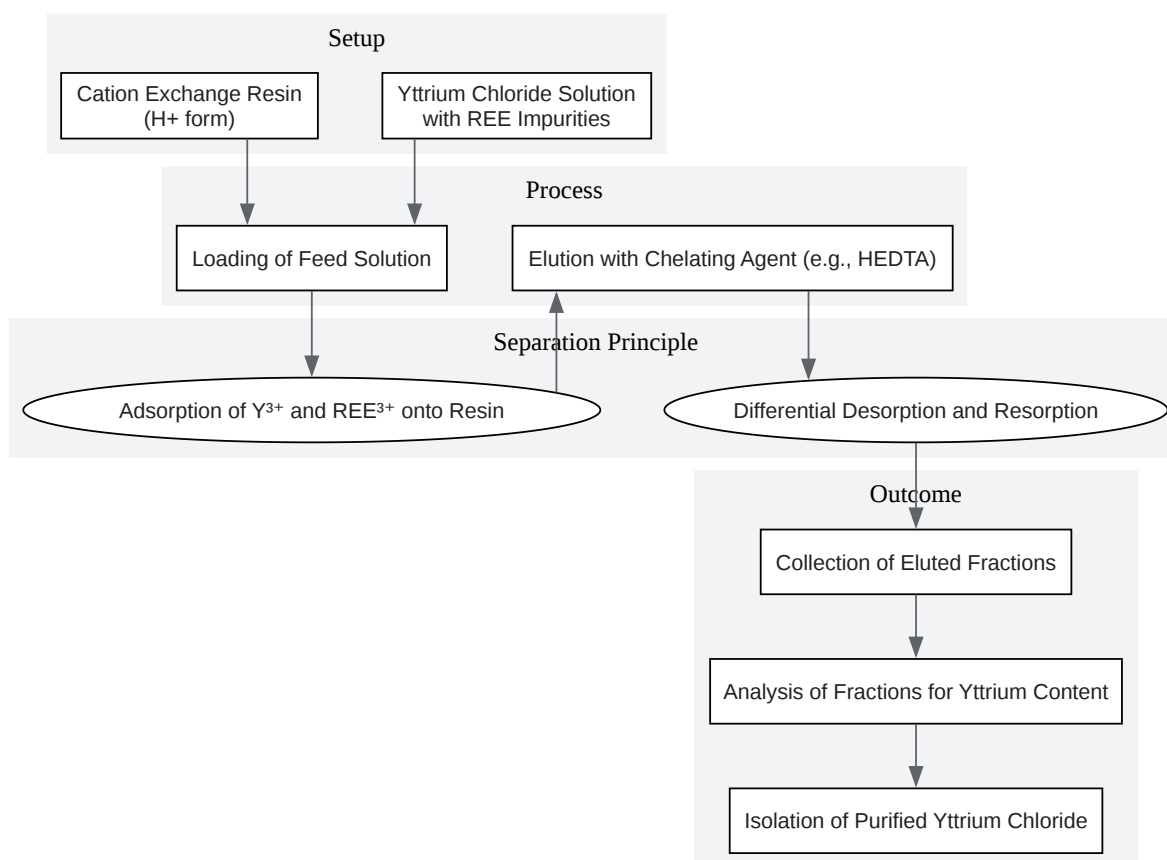 Setup
Cation Exchange Resin
(H+ form)
Yttrium Chloride Solution
with REE Impurities
Process
Loading of Feed Solution
Elution with Chelating Agent (e.g., HEDTA)
Separation Principle
Adsorption of Y³⁺ and REE³⁺ onto Resin
Differential Desorption and Resorption
Outcome
Collection of Eluted Fractions
Analysis of Fractions for Yttrium Content
Isolation of Purified Yttrium Chloride